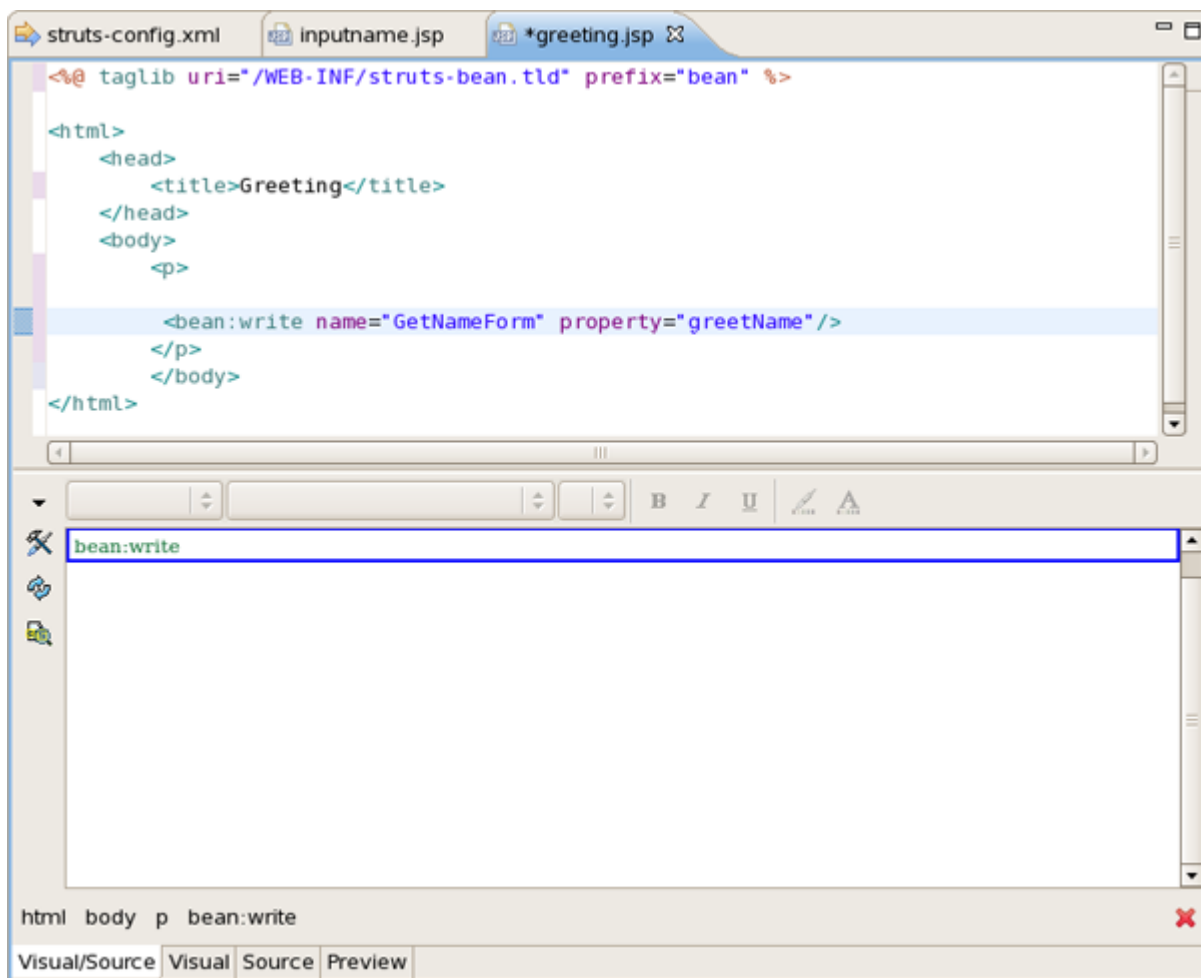 struts-config.xml inputname.jsp *greeting.jsp
<%@ taglib uri="/WEB-INF/struts-bean.tld" prefix="bean" %>
<html>
<head>
<title>Greeting</title>
</head>
<body>
<p>
<bean:write name="GetNameForm" property="greetName"/>
</p>
</body>
</html>
B I U A
bean:write
html body p bean:write
Visual/Source Visual Source Preview